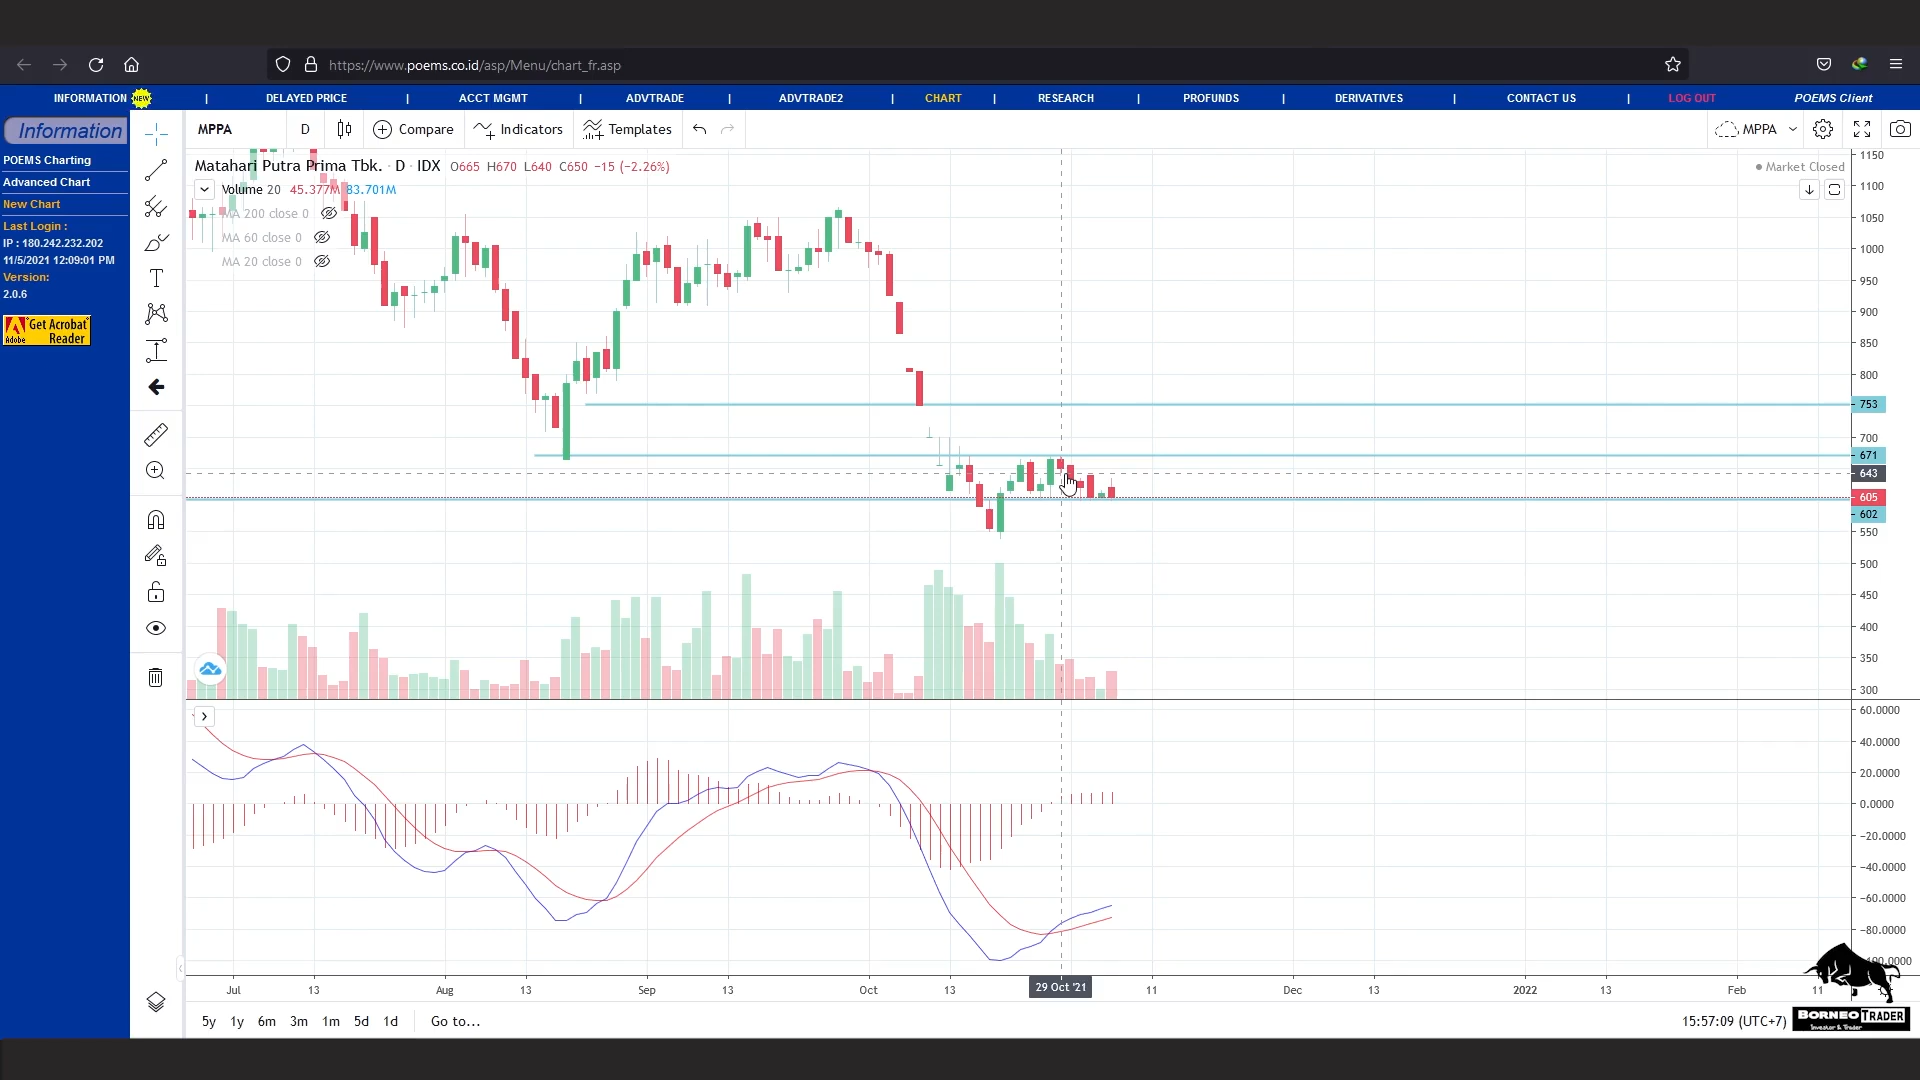 https://www.poems.co.id/asp/Menu/chart_fr.asp
INFORMATION NEW | DELAYED PRICE | ACCT MGMT | ADVTRADE | ADVTRADE2 | CHART | RESEARCH | PROFUNDS | DERIVATIVES | CONTACT US | LOG OUT POEMS Client
Information
POEMS Charting
Advanced Chart
New Chart
Last Login :
IP : 180.242.232.202
11/5/2021 12:09:01 PM
Version:
2.0.6
Get Acrobat
Adobe Reader
MPPA D Compare Indicators Templates MPPA
Matahari Putra Prima Tbk. · D · IDX O665 H670 L640 C650 −15 (−2.26%)
Market Closed
Volume 20 45.377M 83.701M
MA 200 close 0
MA 60 close 0
MA 20 close 0
1150
1100
1050
1000
950
900
850
800
753
700
671
643
605
602
550
500
450
400
350
300
60.0000
40.0000
20.0000
0.0000
−20.0000
−40.0000
−60.0000
−80.0000
Jul 13 Aug 13 Sep 13 Oct 13 29 Oct '21 11 Dec 13 2022 13 Feb 11
5y 1y 6m 3m 1m 5d 1d Go to...
15:57:09 (UTC+7)
BORNEO TRADER
Investor & Trader